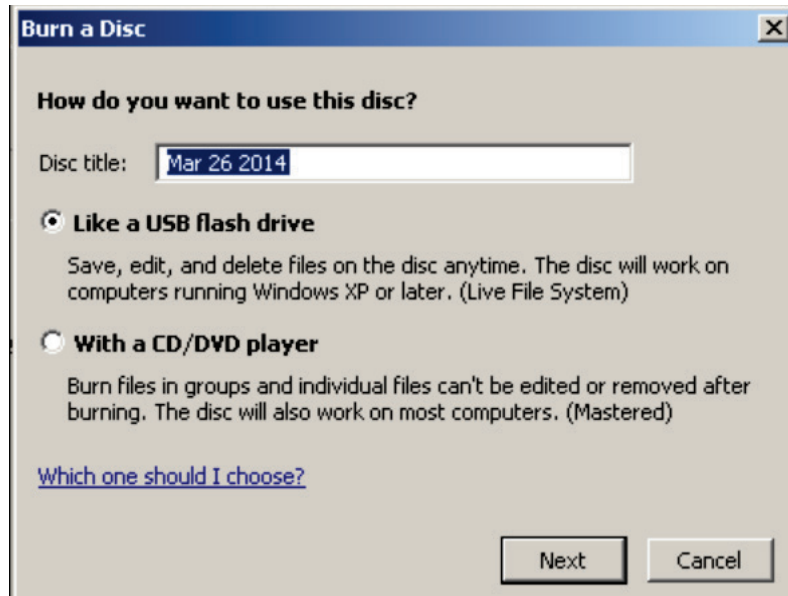 Burn a Disc
How do you want to use this disc?
Disc title: Mar 26 2014
Like a USB flash drive
Save, edit, and delete files on the disc anytime. The disc will work on
computers running Windows XP or later. (Live File System)
With a CD/DVD player
Burn files in groups and individual files can't be edited or removed after
burning. The disc will also work on most computers. (Mastered)
Which one should I choose?
Next Cancel